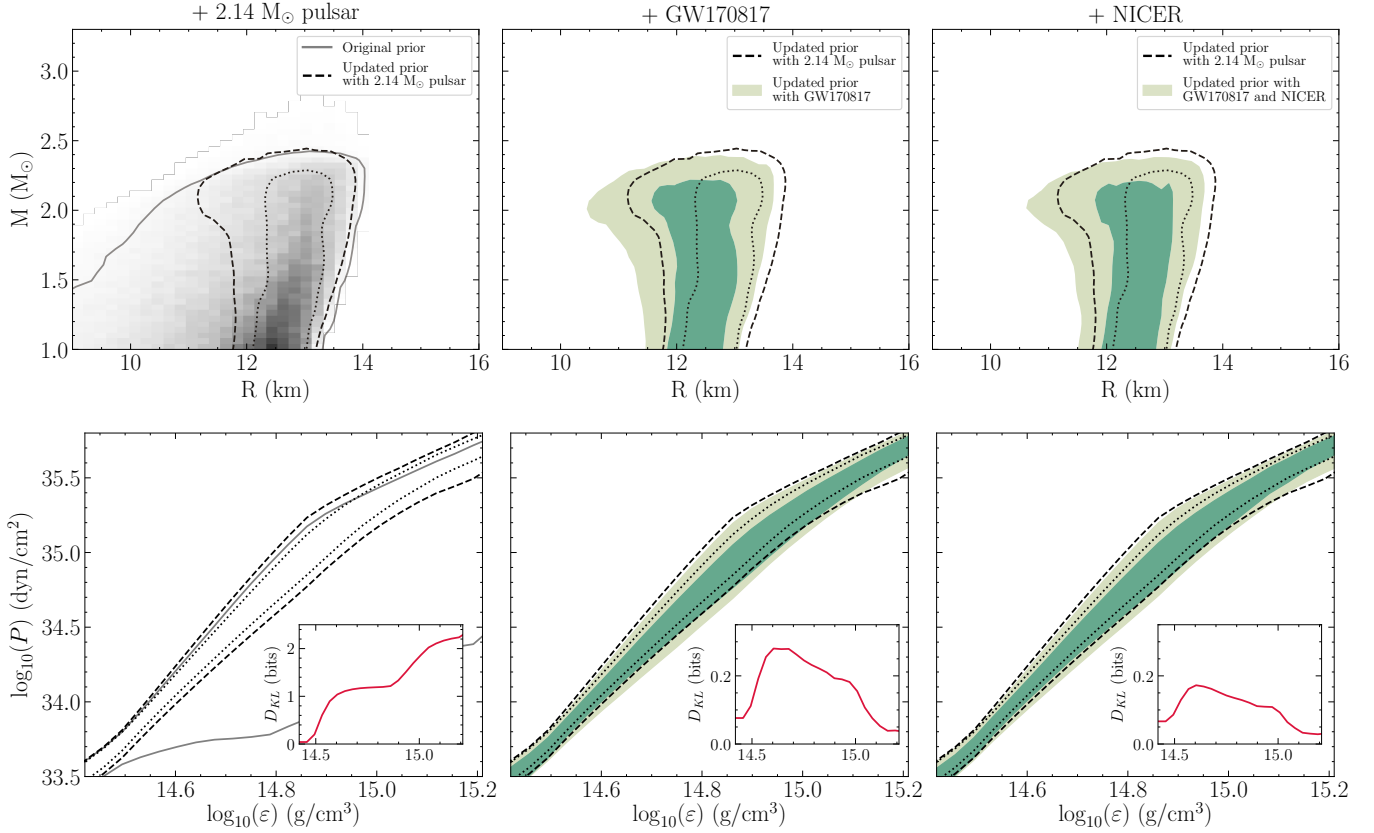 + 2.14 M⊙ pulsar
+ GW170817
+ NICER
Original prior
Updated prior
with 2.14 M⊙ pulsar
Updated prior
with 2.14 M⊙ pulsar
Updated prior
with GW170817
Updated prior
with 2.14 M⊙ pulsar
Updated prior with
GW170817 and NICER
M (M⊙)
3.0
2.5
2.0
1.5
1.0
10 12 14 16
10 12 14 16
10 12 14 16
R (km)
R (km)
R (km)
log₁₀(P) (dyn/cm²)
35.5
35.0
34.5
34.0
33.5
D_KL (bits)
2
1
0
14.5 15.0
D_KL (bits)
0.2
0.0
14.5 15.0
D_KL (bits)
0.2
0.0
14.5 15.0
14.6 14.8 15.0 15.2
14.6 14.8 15.0 15.2
14.6 14.8 15.0 15.2
log₁₀(ε) (g/cm³)
log₁₀(ε) (g/cm³)
log₁₀(ε) (g/cm³)